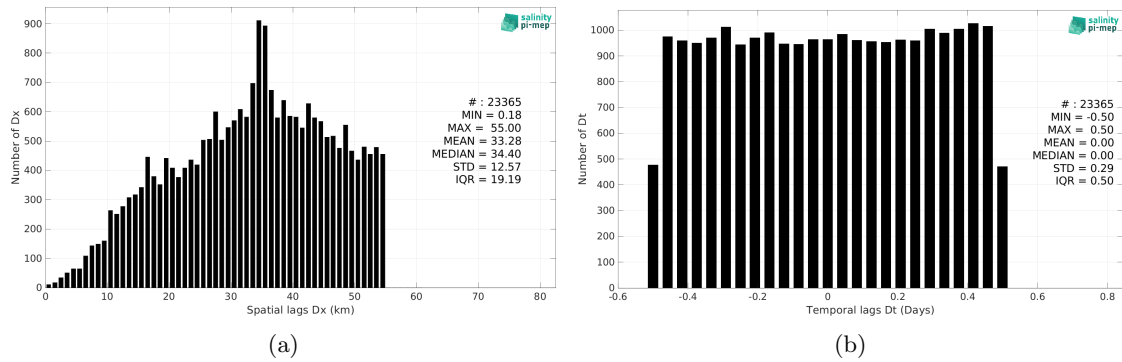 900
800
700
600
500
400
300
200
100
0
Number of Dx
0 10 20 30 40 50 60 70 80
Spatial lags Dx (km)
salinity
pi-mep
# : 23365
MIN = 0.18
MAX = 55.00
MEAN = 33.28
MEDIAN = 34.40
STD = 12.57
IQR = 19.19
(a)
1000
900
800
700
600
500
400
300
200
100
0
Number of Dt
-0.6 -0.4 -0.2 0 0.2 0.4 0.6 0.8
Temporal lags Dt (Days)
salinity
pi-mep
# : 23365
MIN = -0.50
MAX = 0.50
MEAN = 0.00
MEDIAN = 0.00
STD = 0.29
IQR = 0.50
(b)